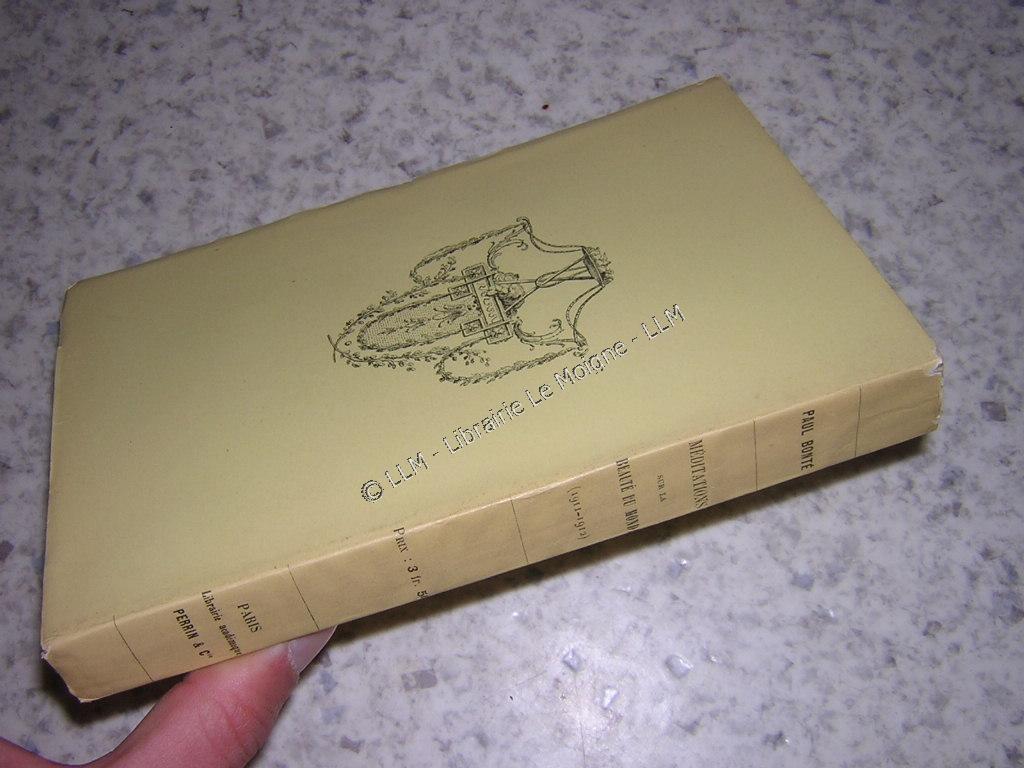 PAUL BONTÉ
MÉDITATIONS
SUR LA
BEAUTÉ DU MONDE
(1911-1912)
PRIX : 3 fr. 5
PARIS
Librairie académique
PERRIN & Cie
© LLM - Librairie Le Moigne - LLM